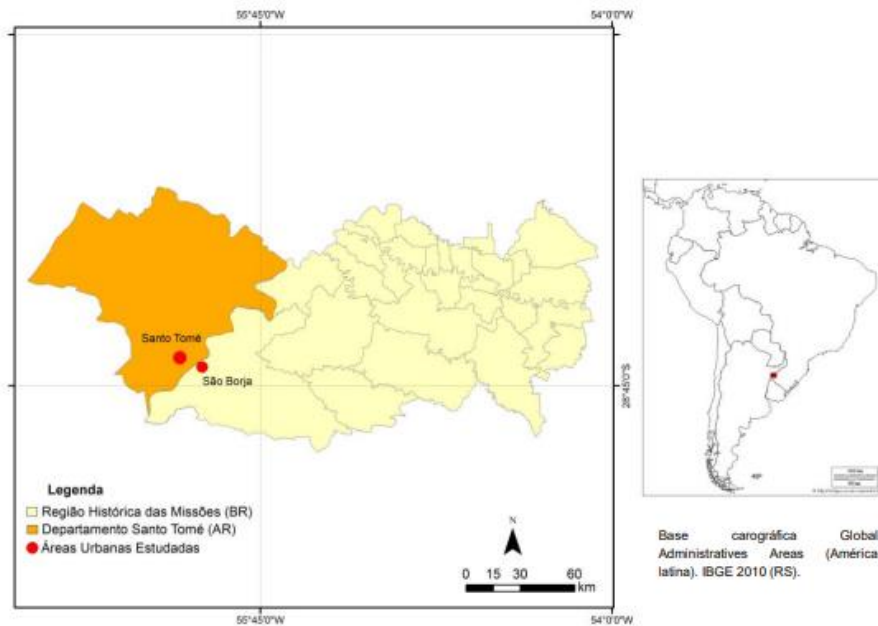 55°45'0"W
54°0'0"W
Santo Tomé
São Borja
28°45'0"S
Legenda
Região Histórica das Missões (BR)
Departamento Santo Tomé (AR)
Áreas Urbanas Estudadas
N
0 15 30 60
km
55°45'0"W
54°0'0"W
Base carográfica Global
Administratives Areas (América
latina). IBGE 2010 (RS).